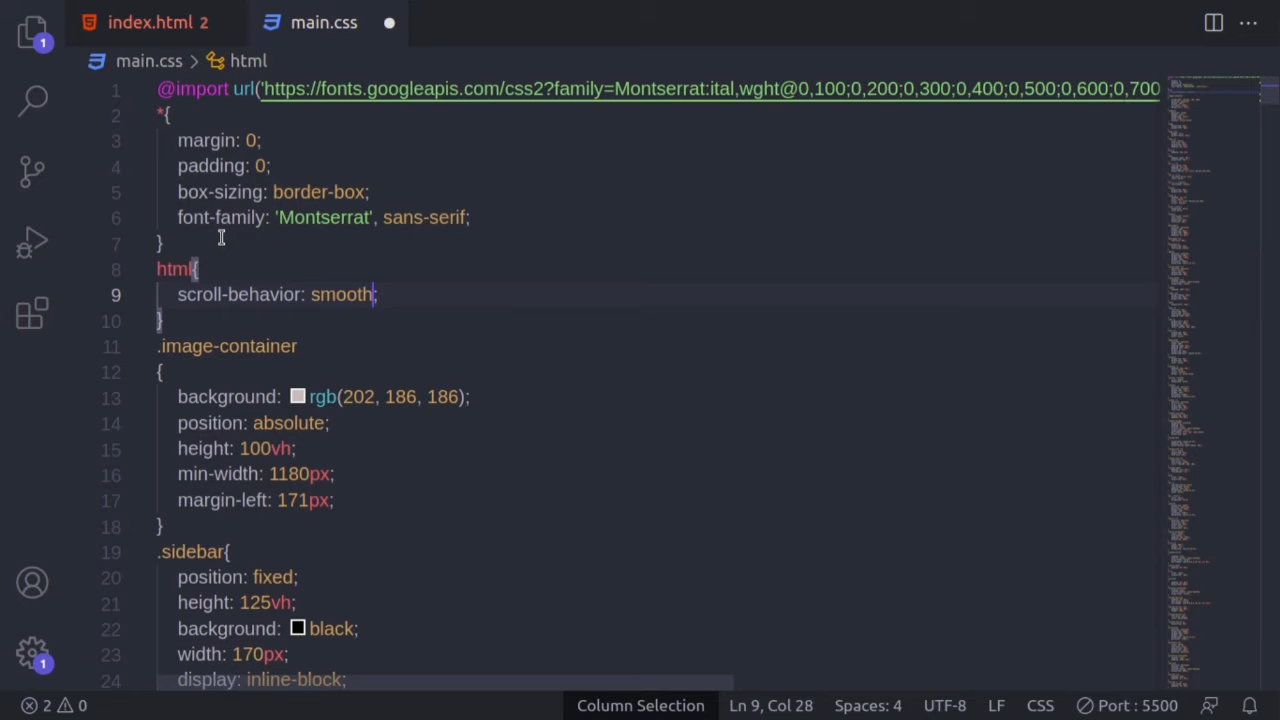 index.html 2 main.css
main.css > html
1 @import url('https://fonts.googleapis.com/css2?family=Montserrat:ital,wght@0,100;0,200;0,300;0,400;0,500;0,600;0,700
2 *{
3 margin: 0;
4 padding: 0;
5 box-sizing: border-box;
6 font-family: 'Montserrat', sans-serif;
7 }
8 html{
9 scroll-behavior: smooth;
10 }
11 .image-container
12 {
13 background: rgb(202, 186, 186);
14 position: absolute;
15 height: 100vh;
16 min-width: 1180px;
17 margin-left: 171px;
18 }
19 .sidebar{
20 position: fixed;
21 height: 125vh;
22 background: black;
23 width: 170px;
24 display: inline-block;
1
1
2 0 Column Selection Ln 9, Col 28 Spaces: 4 UTF-8 LF CSS Port : 5500